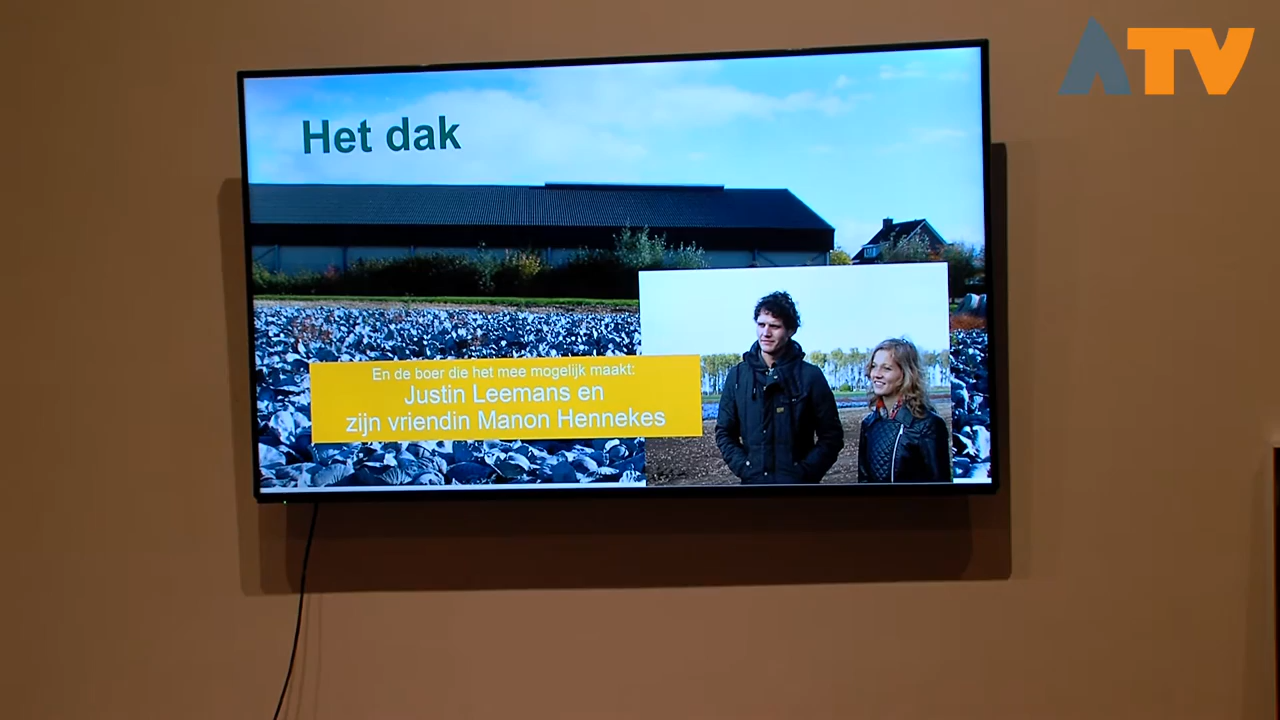 ATV
Het dak
En de boer die het mee mogelijk maakt:
Justin Leemans en
zijn vriendin Manon Hennekes